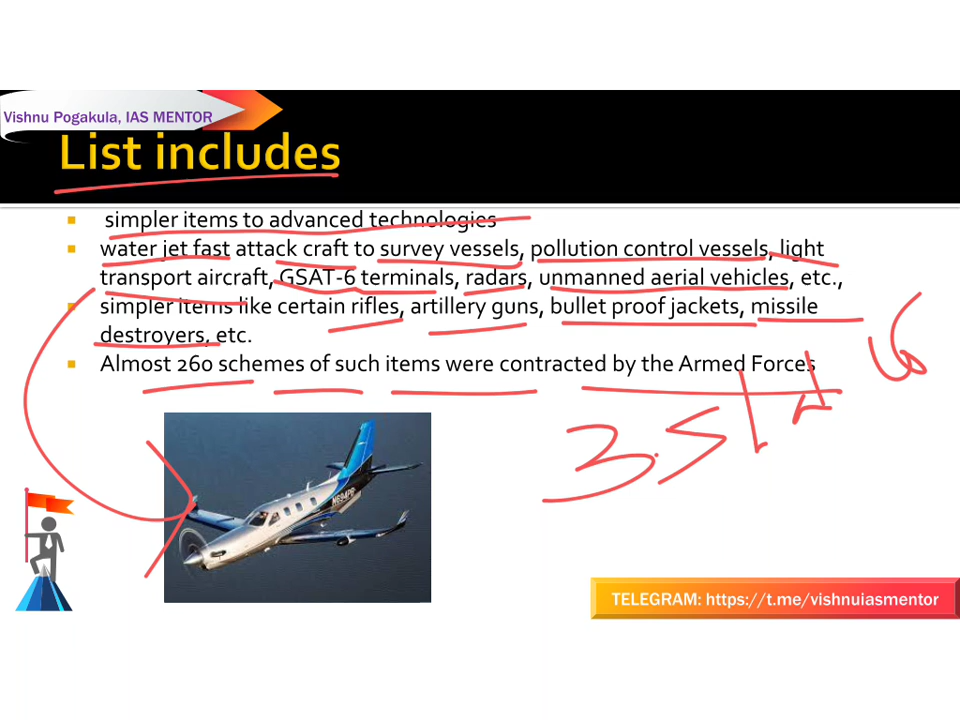 Vishnu Pogakula, IAS MENTOR
List includes
simpler items to advanced technologies
water jet fast attack craft to survey vessels, pollution control vessels, light
transport aircraft, GSAT-6 terminals, radars, unmanned aerial vehicles, etc.,
simpler items like certain rifles, artillery guns, bullet proof jackets, missile
destroyers, etc.
Almost 260 schemes of such items were contracted by the Armed Forces
3.5
N694PB
TELEGRAM: https://t.me/vishnuiasmentor